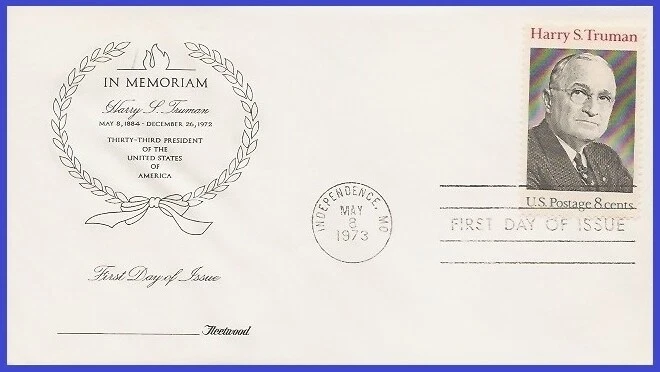 IN MEMORIAM
Harry S. Truman
MAY 8, 1884 - DECEMBER 26, 1972
THIRTY-THIRD PRESIDENT
OF THE
UNITED STATES
OF
AMERICA
First Day of Issue
Fleetwood
INDEPENDENCE, MO
MAY
8
1973
Harry S. Truman
U.S. Postage 8 cents
FIRST DAY OF ISSUE